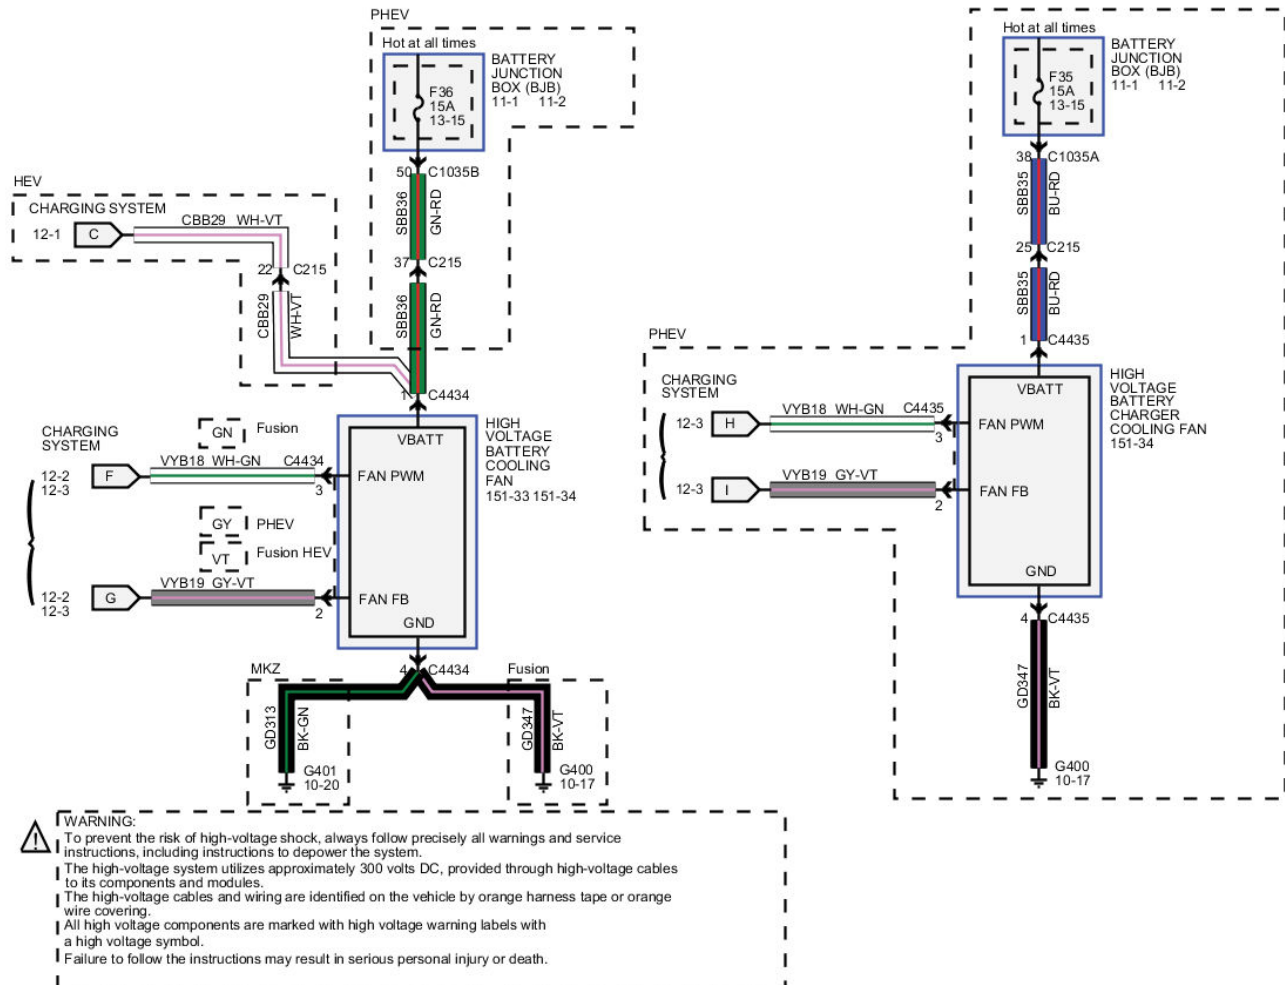 PHEV
Hot at all times
BATTERY
JUNCTION
BOX (BJB)
11-1 11-2
F36
15A
13-15
50 C1035B
SBB36
GN-RD
37 C215
SBB36
GN-RD
1 C4434
HEV
CHARGING SYSTEM
12-1 C
CBB29 WH-VT
22 C215
CBB29
WH-VT
VBATT
HIGH
VOLTAGE
BATTERY
COOLING
FAN
151-33 151-34
GN Fusion
CHARGING
SYSTEM
12-2
12-3
F
VYB18 WH-GN C4434
3
FAN PWM
GY PHEV
VT Fusion HEV
12-2
12-3
G
VYB19 GY-VT
2
FAN FB
GND
4 C4434
MKZ
GD313
BK-GN
G401
10-20
Fusion
GD347
BK-VT
G400
10-17
Hot at all times
BATTERY
JUNCTION
BOX (BJB)
11-1 11-2
F35
15A
13-15
38 C1035A
SBB35
BU-RD
25 C215
SBB35
BU-RD
1 C4435
PHEV
CHARGING
SYSTEM
12-3 H
VYB18 WH-GN C4435
3
12-3 I
VYB19 GY-VT
2
VBATT
FAN PWM
FAN FB
GND
HIGH
VOLTAGE
BATTERY
CHARGER
COOLING FAN
151-34
4 C4435
GD347
BK-VT
G400
10-17
WARNING:
To prevent the risk of high-voltage shock, always follow precisely all warnings and service
instructions, including instructions to depower the system.
The high-voltage system utilizes approximately 300 volts DC, provided through high-voltage cables
to its components and modules.
The high-voltage cables and wiring are identified on the vehicle by orange harness tape or orange
wire covering.
All high voltage components are marked with high voltage warning labels with
a high voltage symbol.
Failure to follow the instructions may result in serious personal injury or death.